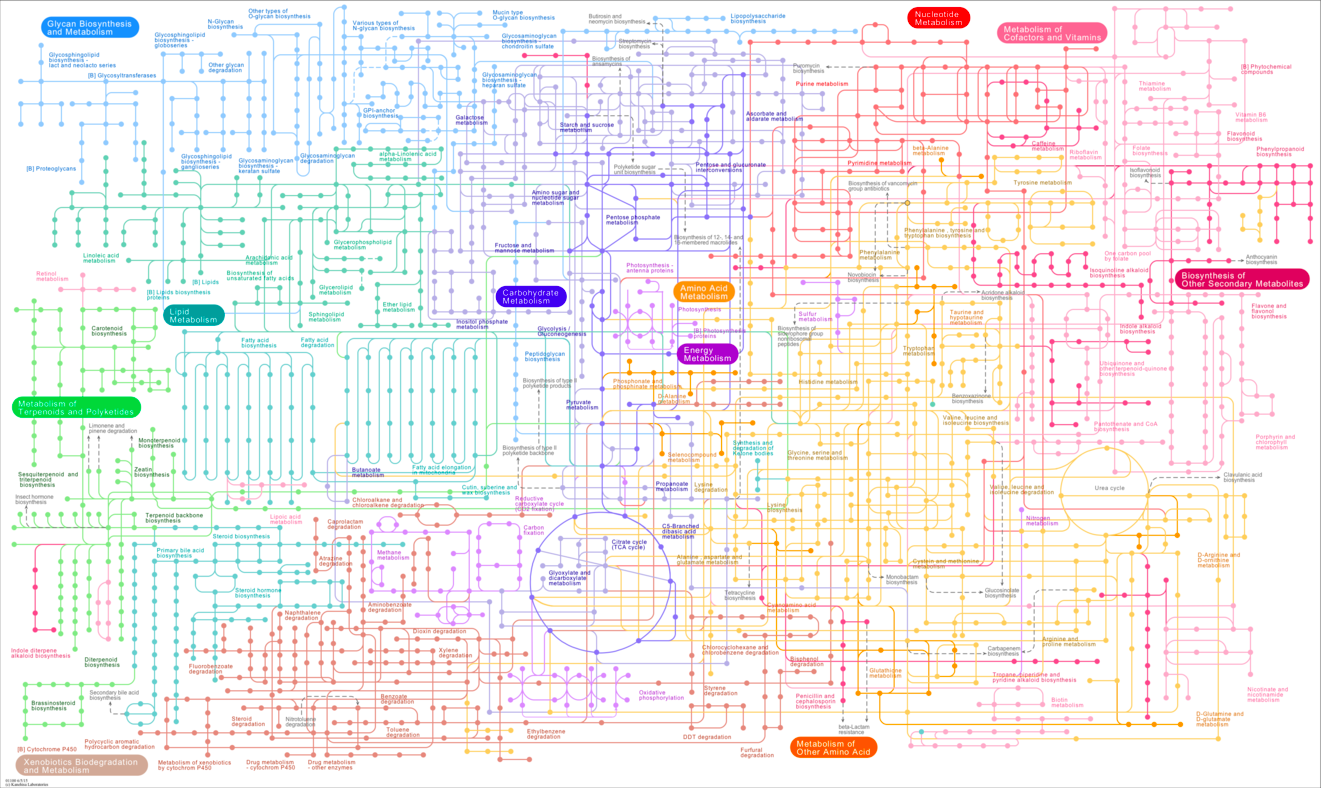 Glycan Biosynthesis
and Metabolism
Other types of
O-glycan biosynthesis
N-Glycan
biosynthesis
Various types of
N-glycan biosynthesis
Mucin type
O-glycan biosynthesis
Butirosin and
neomycin biosynthesis
Lipopolysaccharide
biosynthesis
Nucleotide
Metabolism
Metabolism of
Cofactors and Vitamins
Glycosphingolipid
biosynthesis -
globoseries
Glycosaminoglycan
biosynthesis -
chondroitin sulfate
Streptomycin
biosynthesis
Glycosphingolipid
biosynthesis -
lact and neolacto series
Other glycan
degradation
Biosynthesis of
ansamycins
Puromycin
biosynthesis
[B] Phytochemical
compounds
[B] Glycosyltransferases
Glycosaminoglycan
biosynthesis -
heparan sulfate
Purine metabolism
Thiamine
metabolism
GPI-anchor
biosynthesis
Galactose
metabolism
Starch and sucrose
metabolism
Ascorbate and
aldarate metabolism
Vitamin B6
metabolism
Flavonoid
biosynthesis
Caffeine
metabolism
Riboflavin
metabolism
Folate
biosynthesis
Phenylpropanoid
biosynthesis
[B] Proteoglycans
Glycosphingolipid
biosynthesis -
ganglioseries
Glycosaminoglycan
biosynthesis -
keratan sulfate
Glycosaminoglycan
degradation
alpha-Linolenic acid
metabolism
Polyketide sugar
unit biosynthesis
Pentose and glucuronate
interconversions
Pyrimidine metabolism
beta-Alanine
metabolism
Isoflavonoid
biosynthesis
Amino sugar and
nucleotide sugar
metabolism
Biosynthesis of vancomycin
group antibiotics
Tyrosine metabolism
Pentose phosphate
metabolism
Glycerophospholipid
metabolism
Fructose and
mannose metabolism
Biosynthesis of 12-, 14- and
16-membered macrolides
Phenylalanine , tyrosine and
tryptophan biosynthesis
Phenylalanine
metabolism
Linoleic acid
metabolism
Arachidonic acid
metabolism
One carbon pool
by folate
Anthocyanin
biosynthesis
Retinol
metabolism
Biosynthesis of
unsaturated fatty acids
[B] Lipids
[B] Lipids biosynthesis
proteins
Glycerolipid
metabolism
Photosynthesis -
antenna proteins
Novobiocin
biosynthesis
Isoquinoline alkaloid
biosynthesis
Biosynthesis of
Other Secondary Metabolites
Carbohydrate
Metabolism
Amino Acid
Metabolism
Acridone alkaloid
biosynthesis
Lipid
Metabolism
Sphingolipid
metabolism
Ether lipid
metabolism
Inositol phosphate
metabolism
Photosynthesis
Sulfur
metabolism
Taurine and
hypotaurine
metabolism
Flavone and
flavonol
biosynthesis
Carotenoid
biosynthesis
Glycolysis /
Gluconeogenesis
[B] Photosynthesis
proteins
Biosynthesis of
siderophore group
nonribosomal
peptides
Indole alkaloid
biosynthesis
Fatty acid
biosynthesis
Fatty acid
degradation
Peptidoglycan
biosynthesis
Energy
Metabolism
Tryptophan
metabolism
Ubiquinone and
other terpenoid-quinone
biosynthesis
Biosynthesis of type II
polyketide products
Phosphonate and
phosphinate metabolism
Histidine metabolism
D-Alanine
metabolism
Benzoxazinone
biosynthesis
Metabolism of
Terpenoids and Polyketides
Pyruvate
metabolism
Valine, leucine and
isoleucine biosynthesis
Pantothenate and CoA
biosynthesis
Limonene and
pinene degradation
Monoterpenoid
biosynthesis
Biosynthesis of type II
polyketide backbone
Synthesis and
degradation of
ketone bodies
Selenocompound
metabolism
Glycine, serine and
threonine metabolism
Porphyrin and
chlorophyll
metabolism
Sesquiterpenoid and
triterpenoid
biosynthesis
Zeatin
biosynthesis
Butanoate
metabolism
Fatty acid elongation
in mitochondria
Cutin, suberine and
wax biosynthesis
Propanoate
metabolism
Lysine
degradation
Valine, leucine and
isoleucine degradation
Urea cycle
Clavulanic acid
biosynthesis
Insect hormone
biosynthesis
Chloroalkane and
chloroalkene degradation
Reductive
carboxylate cycle
(CO2 fixation)
Lysine
biosynthesis
Terpenoid backbone
biosynthesis
Lipoic acid
metabolism
Caprolactam
degradation
Carbon
fixation
C5-Branched
dibasic acid
metabolism
Nitrogen
metabolism
Steroid biosynthesis
Primary bile acid
biosynthesis
Atrazine
degradation
Methane
metabolism
Citrate cycle
(TCA cycle)
Alanine , aspartate and
glutamate metabolism
Cystein and methionine
metabolism
D-Arginine and
D-ornithine
metabolism
Glyoxylate and
dicarboxylate
metabolism
Monobactam
biosynthesis
Steroid hormone
biosynthesis
Tetracycline
biosynthesis
Glucosinolate
biosynthesis
Naphthalene
degradation
Aminobenzoate
degradation
Cyanoamino acid
metabolism
Dioxin degradation
Arginine and
proline metabolism
Indole diterpene
alkaloid biosynthesis
Diterpenoid
biosynthesis
Fluorobenzoate
degradation
Xylene
degradation
Chlorocyclohexane and
chlorobenzene degradation
Bisphenol
degradation
Carbapenem
biosynthesis
Glutathione
metabolism
Tropane, piperidine and
pyridine alkaloid biosynthesis
Secondary bile acid
biosynthesis
Benzoate
degradation
Oxidative
phosphorylation
Styrene
degradation
Penicillin and
cephalosporin
biosynthesis
Biotin
metabolism
Nicotinate and
nicotinamide
metabolism
Brassinosteroid
biosynthesis
Steroid
degradation
Nitrotoluene
degradation
Toluene
degradation
Ethylbenzene
degradation
DDT degradation
beta-Lactam
resistance
D-Glutamine and
D-glutamate
metabolism
[B] Cytochrome P450
Polycyclic aromatic
hydrocarbon degradation
Furfural
degradation
Metabolism of
Other Amino Acid
Xenobiotics Biodegradation
and Metabolism
Metabolism of xenobiotics
by cytochrom P450
Drug metabolism
- cytochrom P450
Drug metabolism
- other enzymes
(c) Kanehisa Laboratories